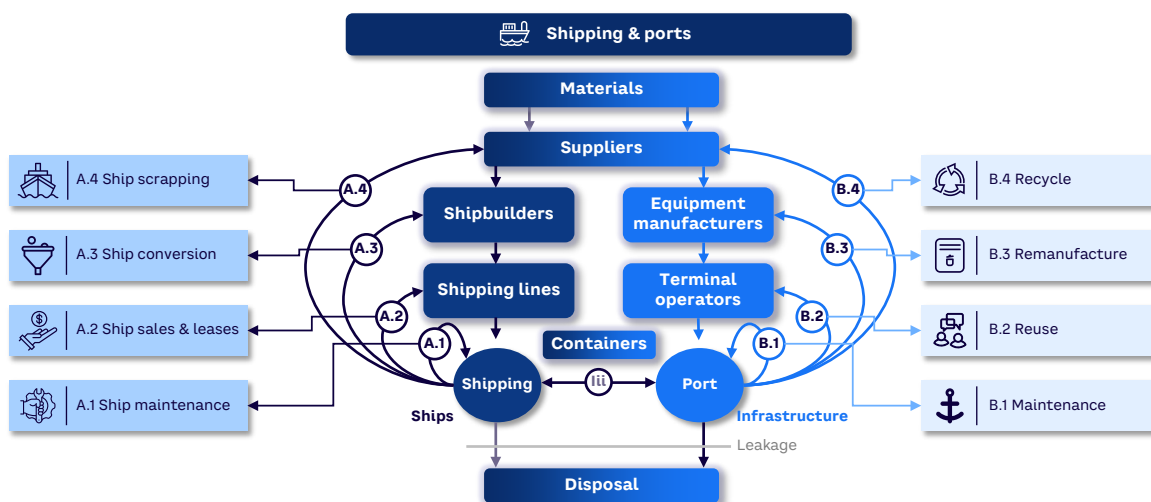 Shipping & ports
Materials
Suppliers
A.4 Ship scrapping
A.4
B.4
B.4 Recycle
Shipbuilders
Equipment
manufacturers
A.3 Ship conversion
A.3
B.3
B.3 Remanufacture
Shipping lines
Terminal
operators
A.2 Ship sales & leases
$
A.2
B.2
B.2 Reuse
A.1
Containers
B.1
Shipping
Iii
Port
A.1 Ship maintenance
Ships
Infrastructure
B.1 Maintenance
Leakage
Disposal